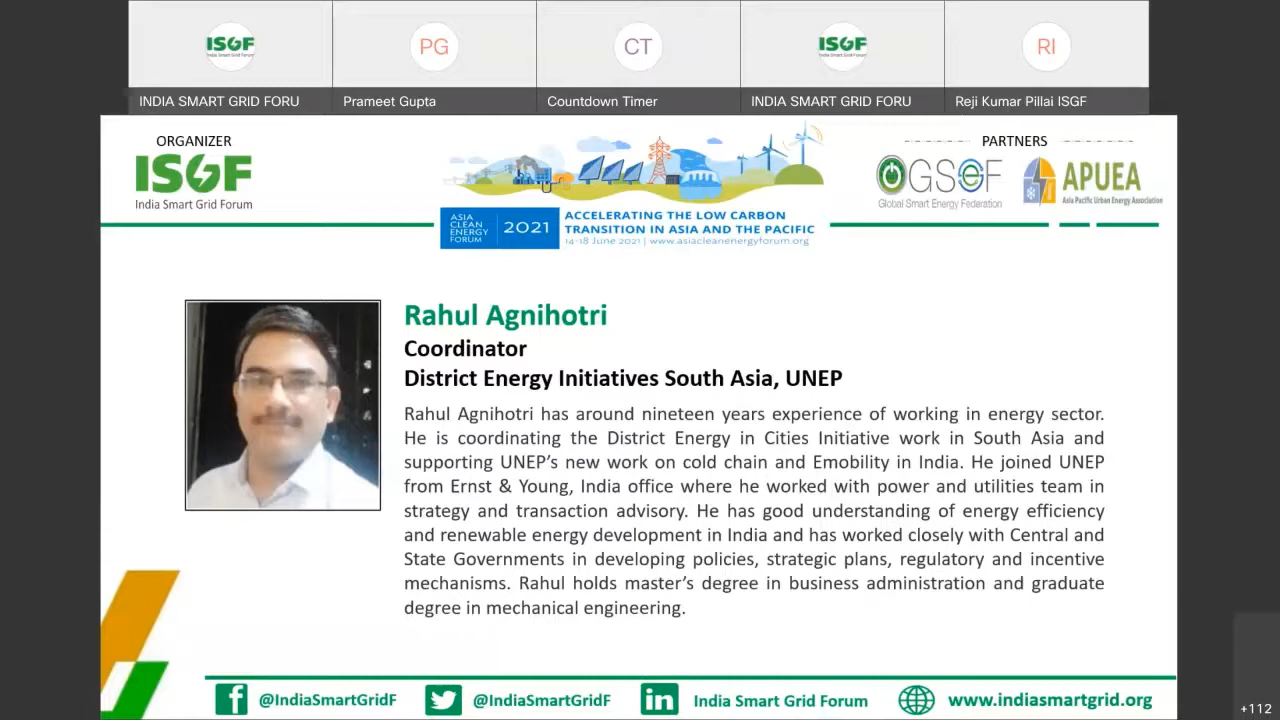 ISGF
India Smart Grid Forum
PG
CT
ISGF
India Smart Grid Forum
RI
INDIA SMART GRID FORU
Prameet Gupta
Countdown Timer
INDIA SMART GRID FORU
Reji Kumar Pillai ISGF
ORGANIZER
ISGF
India Smart Grid Forum
PARTNERS
GSEF
Global Smart Energy Federation
APUEA
Asia Pacific Urban Energy Association
ASIA
CLEAN
ENERGY
FORUM
2021
ACCELERATING THE LOW CARBON
TRANSITION IN ASIA AND THE PACIFIC
14-18 June 2021 | www.asiacleanenergyforum.org
Rahul Agnihotri
Coordinator
District Energy Initiatives South Asia, UNEP
Rahul Agnihotri has around nineteen years experience of working in energy sector.
He is coordinating the District Energy in Cities Initiative work in South Asia and
supporting UNEP's new work on cold chain and Emobility in India. He joined UNEP
from Ernst & Young, India office where he worked with power and utilities team in
strategy and transaction advisory. He has good understanding of energy efficiency
and renewable energy development in India and has worked closely with Central and
State Governments in developing policies, strategic plans, regulatory and incentive
mechanisms. Rahul holds master's degree in business administration and graduate
degree in mechanical engineering.
@IndiaSmartGridF
@IndiaSmartGridF
India Smart Grid Forum
www.indiasmartgrid.org
+112